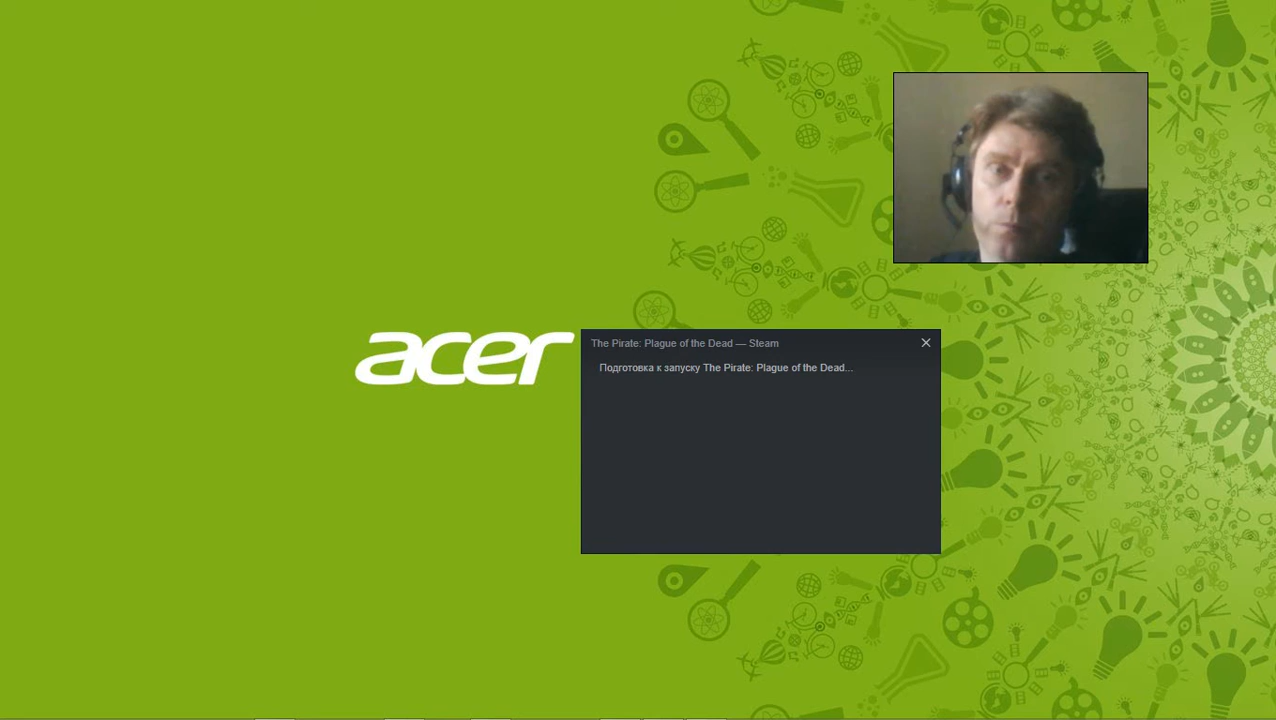 acer
The Pirate: Plague of the Dead — Steam
Подготовка к запуску The Pirate: Plague of the Dead...